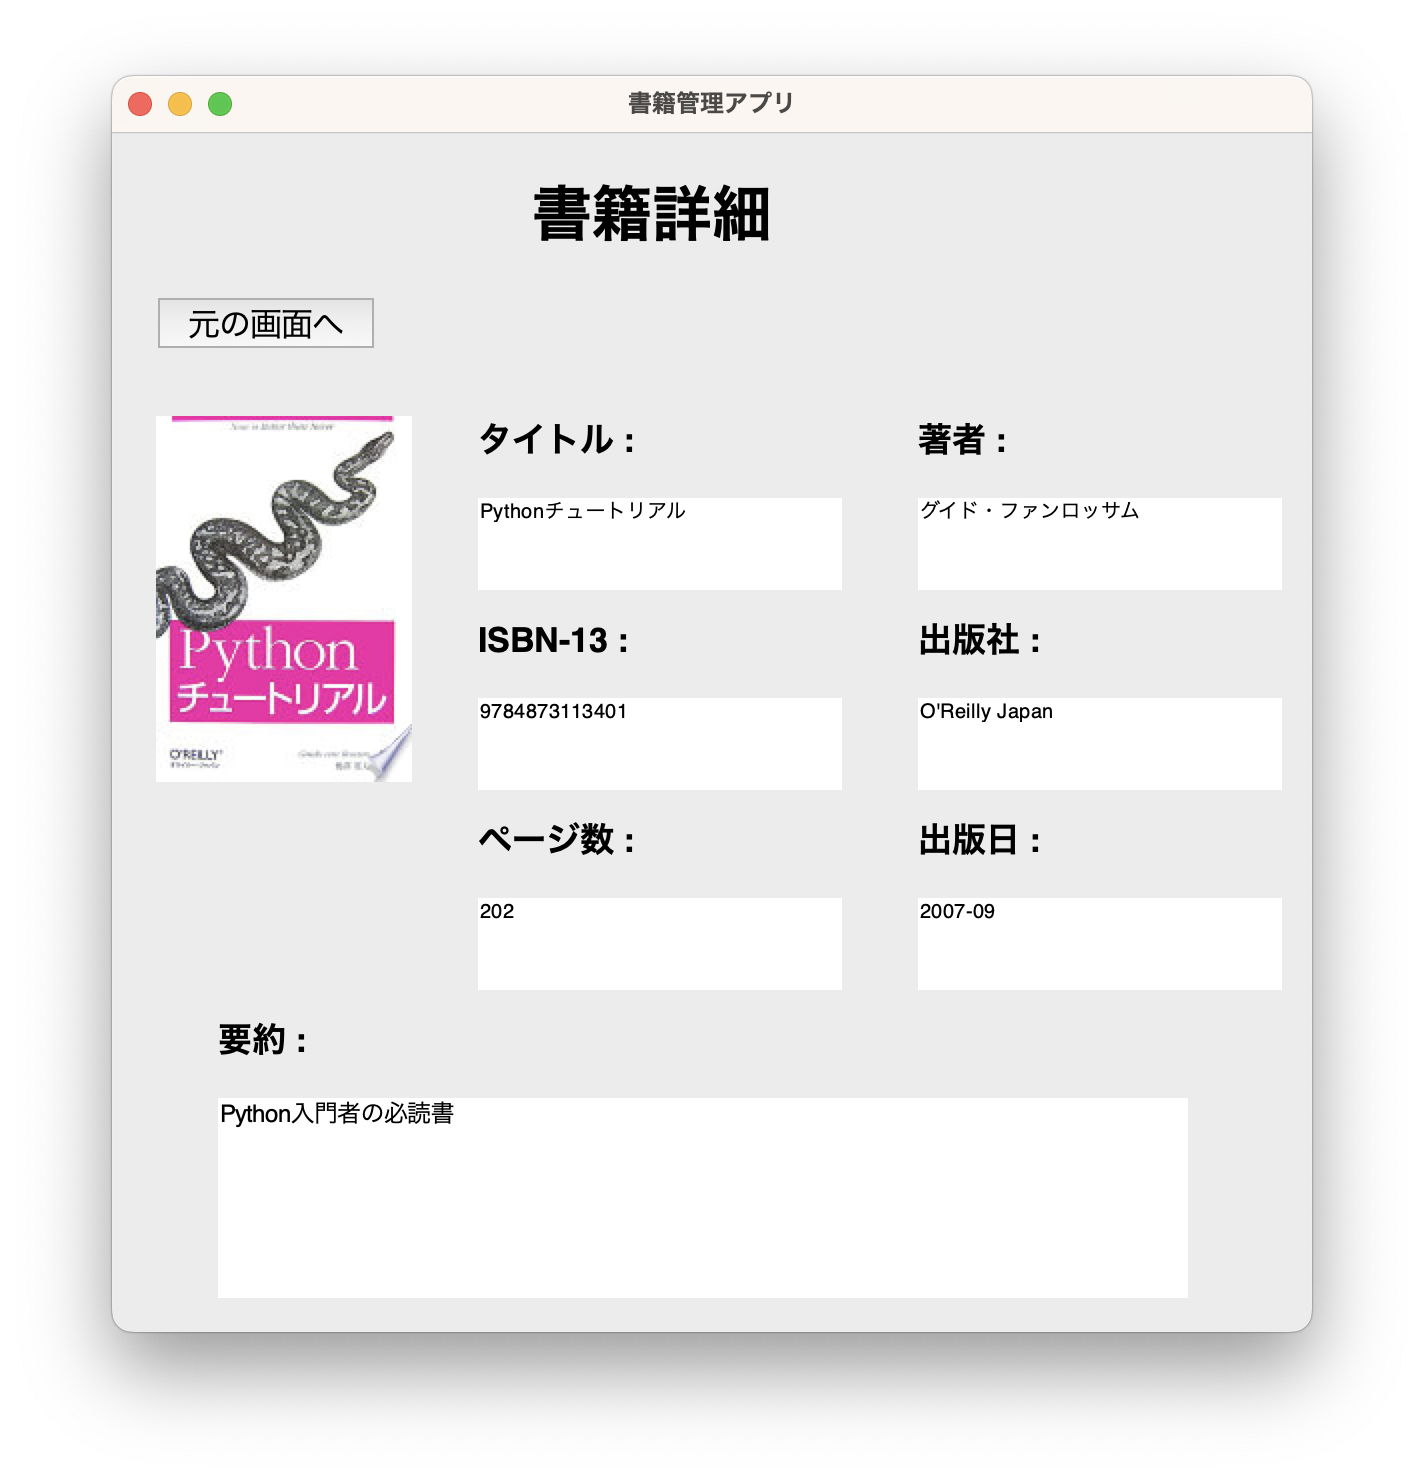 書籍管理アプリ
書籍詳細
元の画面へ
Python
チュートリアル
O'REILLY
タイトル :
Pythonチュートリアル
著者 :
グイド・ファンロッサム
ISBN-13 :
9784873113401
出版社 :
O'Reilly Japan
ページ数 :
202
出版日 :
2007-09
要約 :
Python入門者の必読書